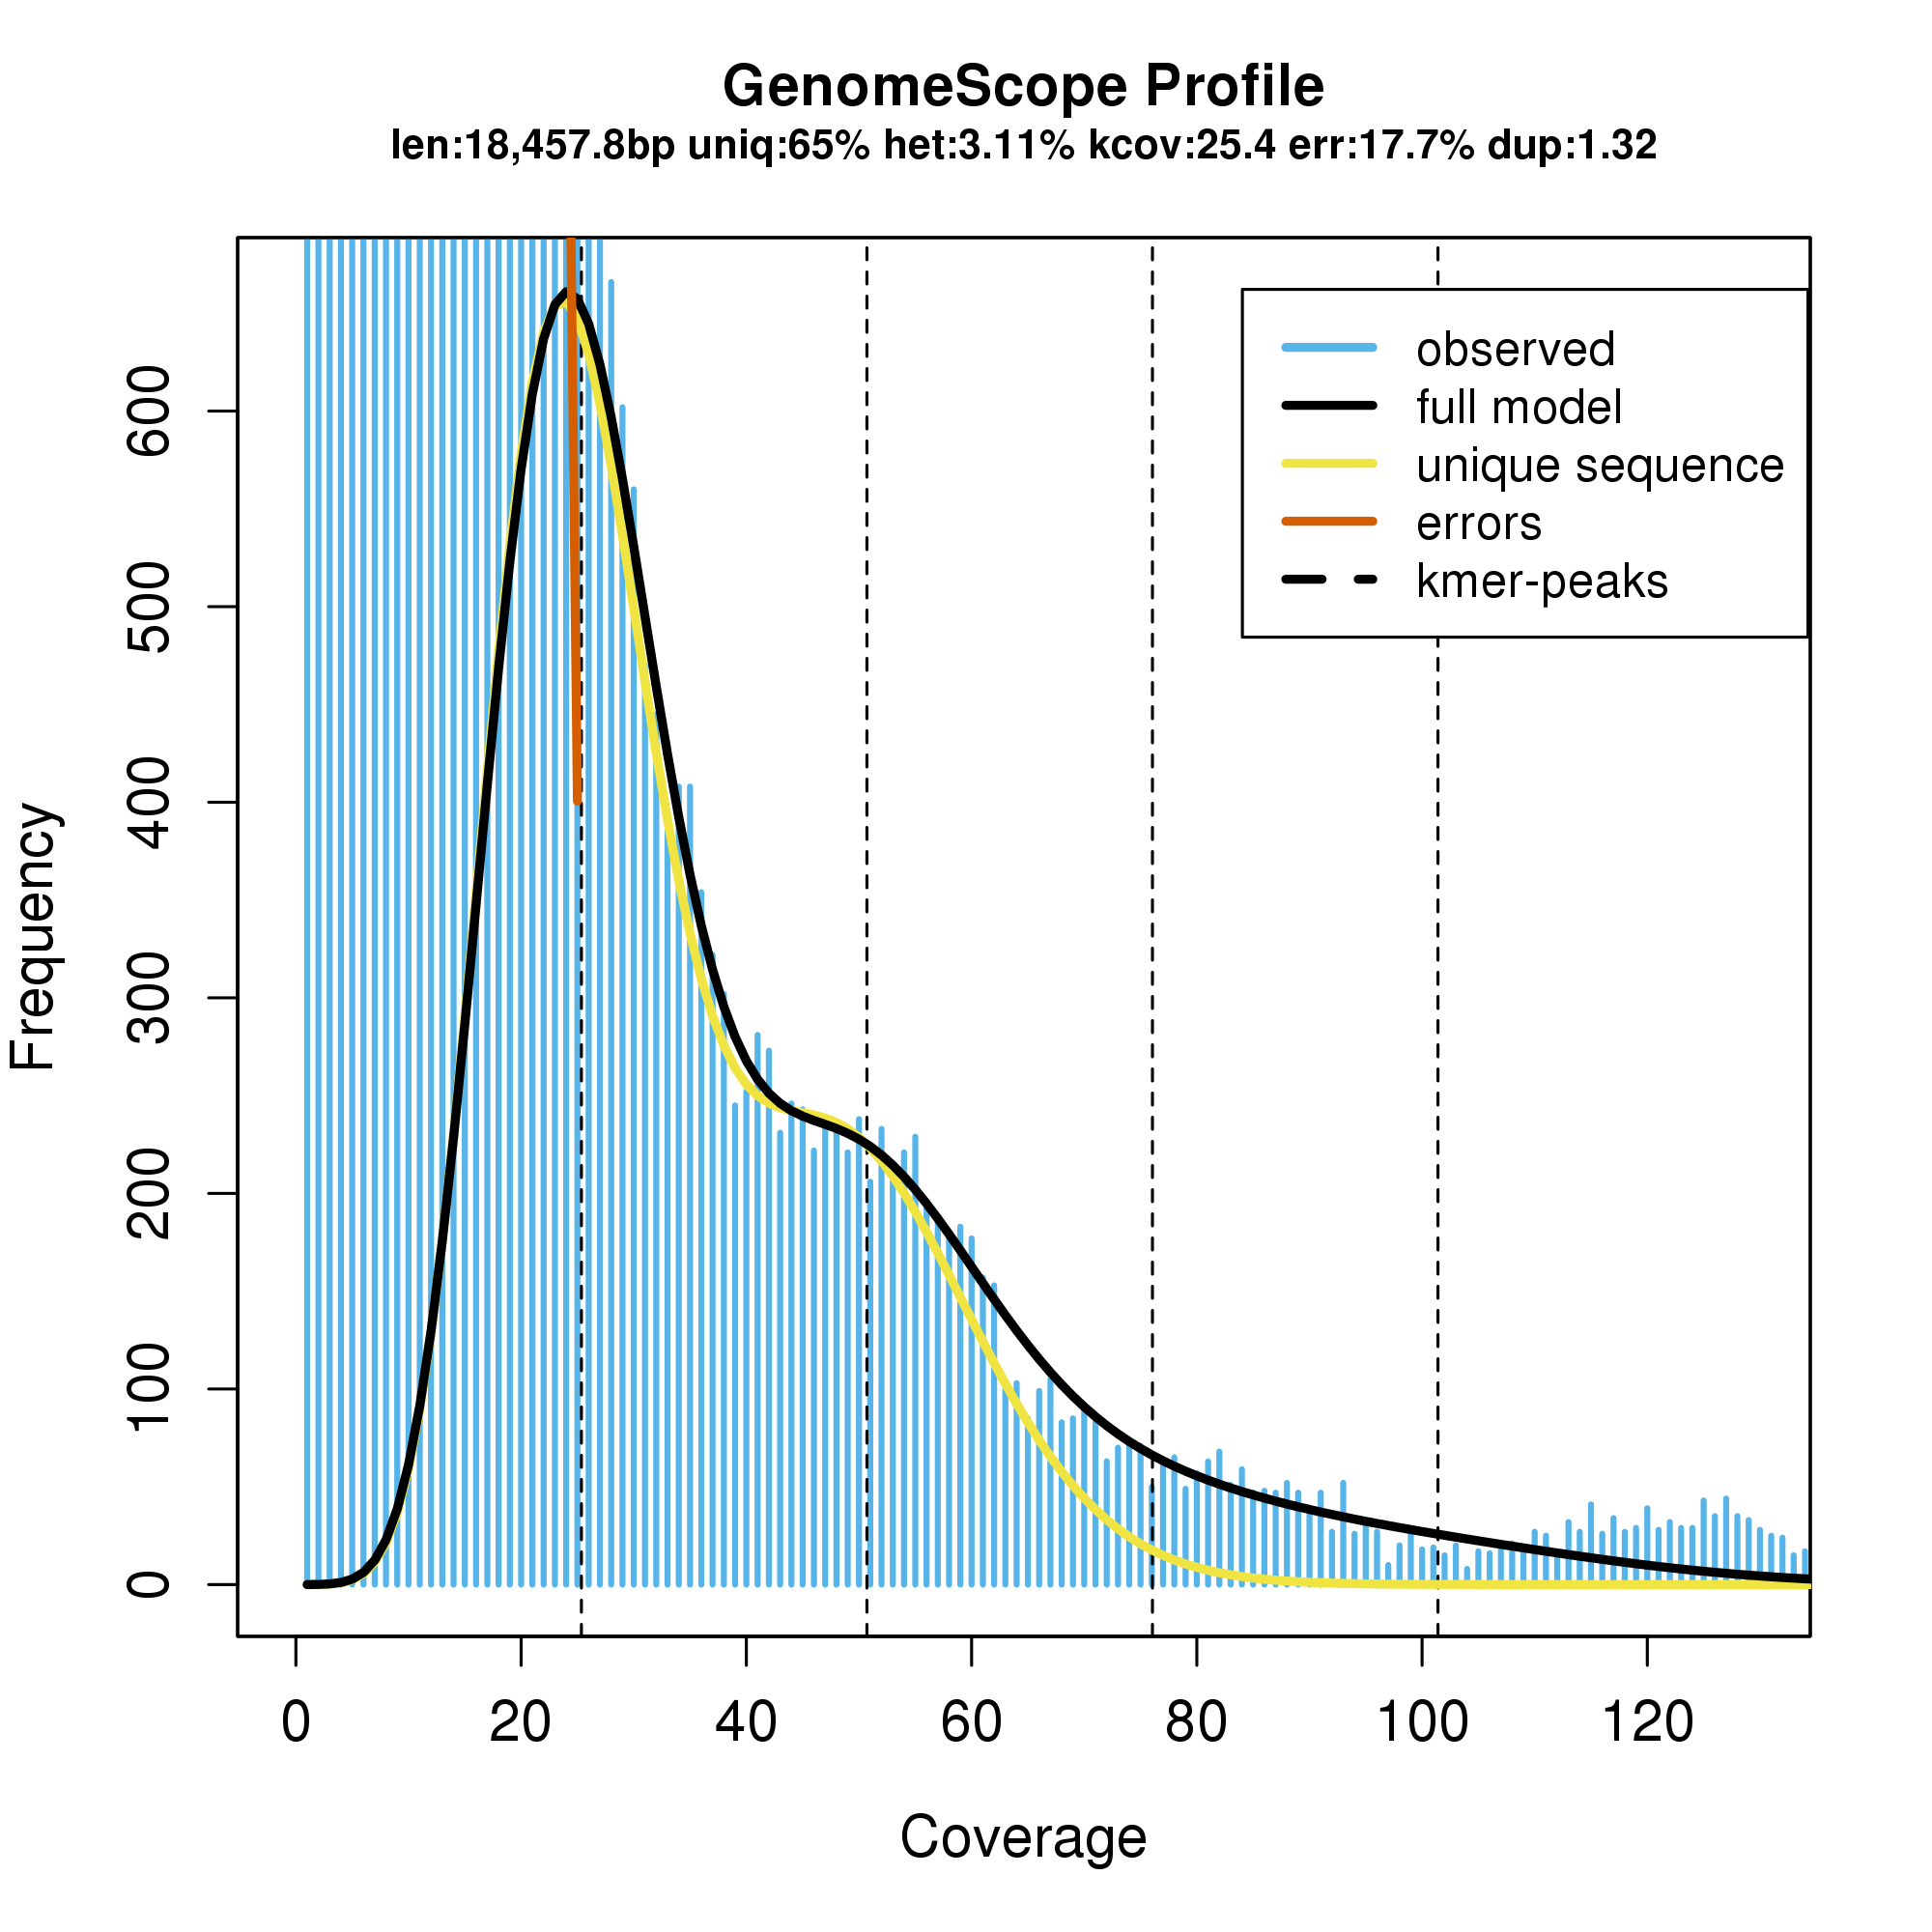 GenomeScope Profile
len:18,457.8bp uniq:65% het:3.11% kcov:25.4 err:17.7% dup:1.32
observed
full model
unique sequence
errors
kmer-peaks
Frequency
600
500
400
300
200
100
0
0 20 40 60 80 100 120
Coverage